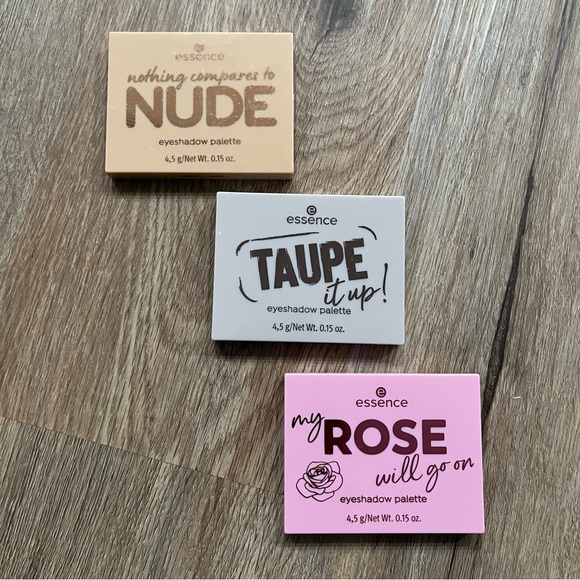 essence
nothing compares to
NUDE
eyeshadow palette
4,5 g/Net Wt. 0.15 oz.
e
essence
TAUPE
it up!
eyeshadow palette
4,5 g/Net Wt. 0.15 oz.
e
essence
my
ROSE
will go on
eyeshadow palette
4,5 g/Net Wt. 0.15 oz.